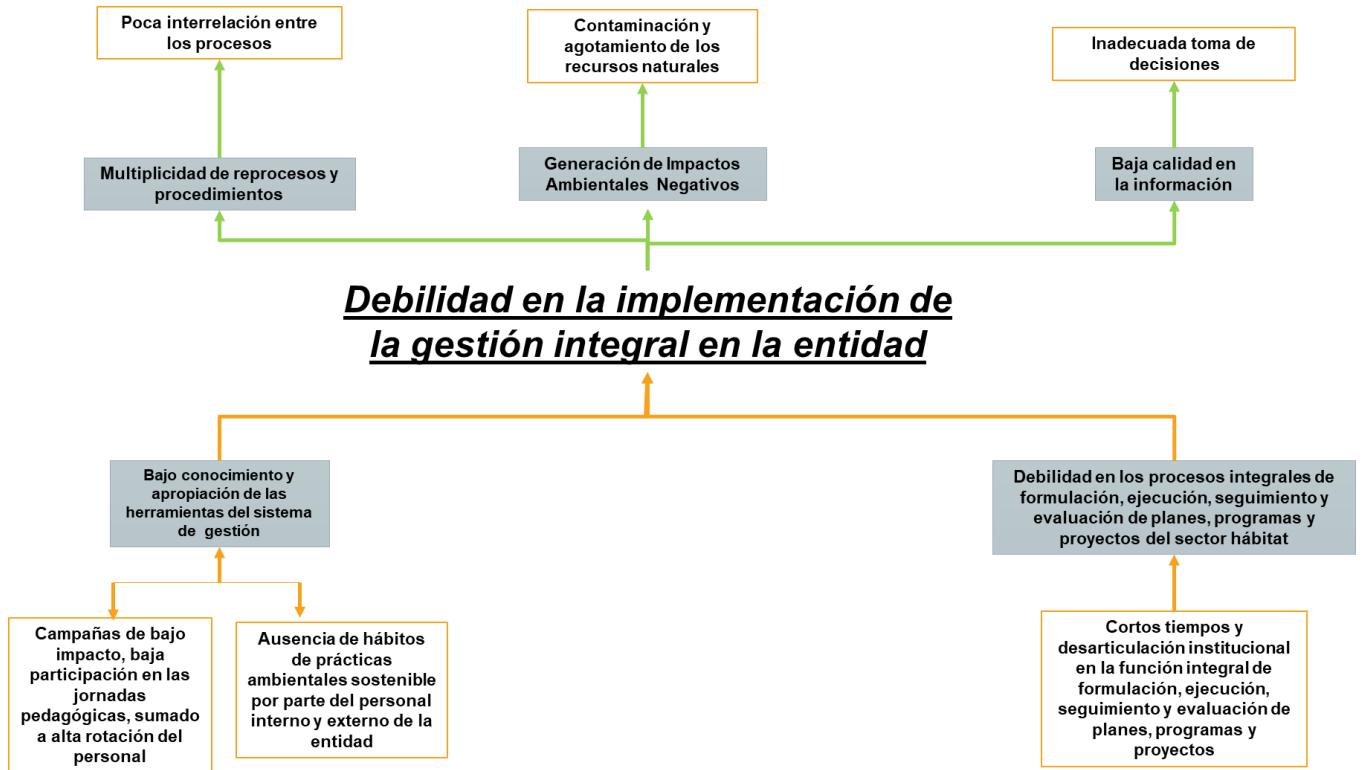 Poca interrelación entre
los procesos
Contaminación y
agotamiento de los
recursos naturales
Inadecuada toma de
decisiones
Multiplicidad de reprocesos y
procedimientos
Generación de Impactos
Ambientales Negativos
Baja calidad en
la información
Debilidad en la implementación de
la gestión integral en la entidad
Bajo conocimiento y
apropiación de las
herramientas del sistema
de gestión
Debilidad en los procesos integrales de
formulación, ejecución, seguimiento y
evaluación de planes, programas y
proyectos del sector hábitat
Campañas de bajo
impacto, baja
participación en las
jornadas
pedagógicas, sumado
a alta rotación del
personal
Ausencia de hábitos
de prácticas
ambientales sostenible
por parte del personal
interno y externo de la
entidad
Cortos tiempos y
desarticulación institucional
en la función integral de
formulación, ejecución,
seguimiento y evaluación de
planes, programas y
proyectos